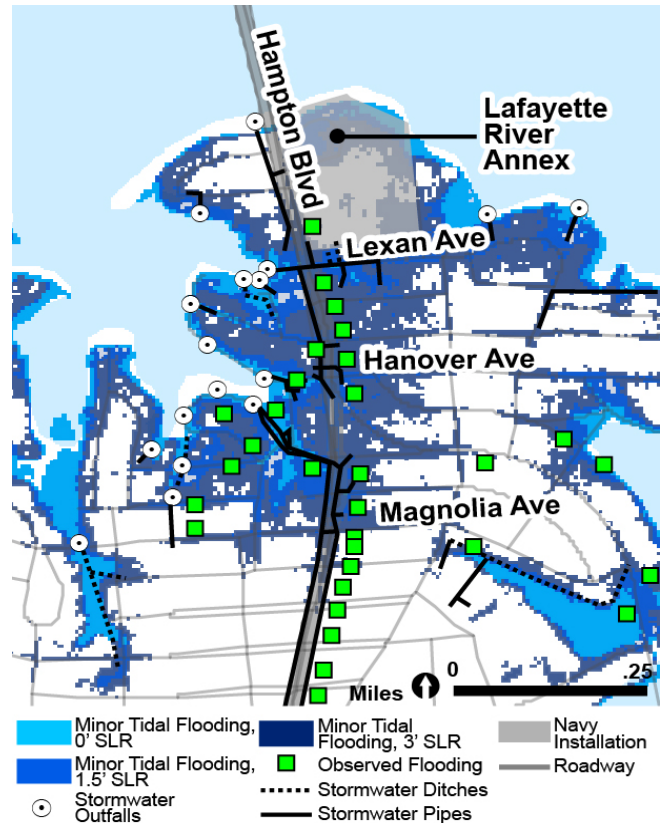 Hampton Blvd
Lafayette
River
Annex
Lexan Ave
Hanover Ave
Magnolia Ave
0
.25
Miles
Minor Tidal Flooding,
0' SLR
Minor Tidal Flooding,
1.5' SLR
Stormwater
Outfalls
Minor Tidal
Flooding, 3' SLR
Observed Flooding
Stormwater Ditches
Stormwater Pipes
Navy
Installation
Roadway